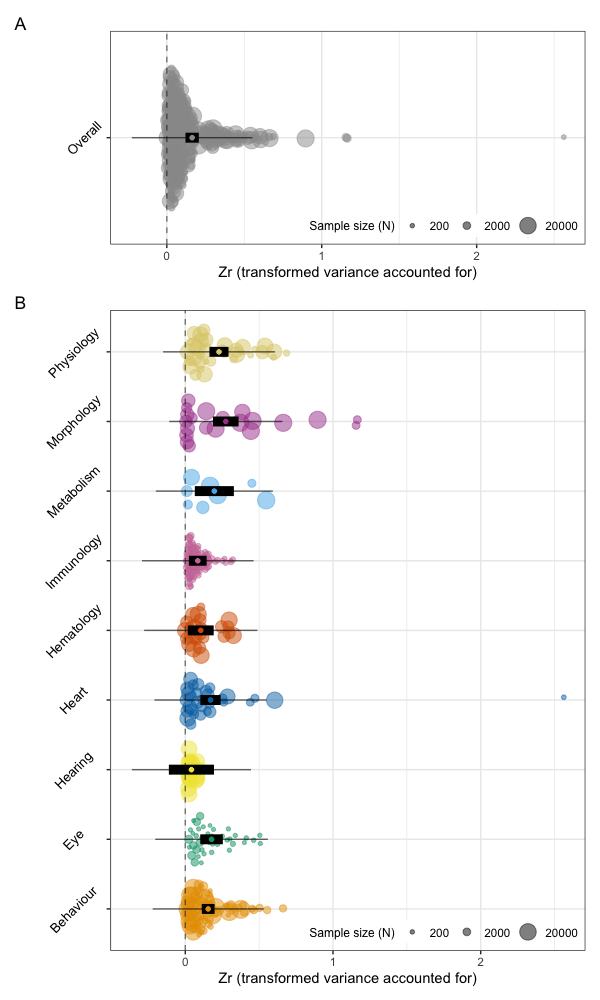 A
Overall
Sample size (N) 200 2000 20000
0 1 2
Zr (transformed variance accounted for)
B
Physiology
Morphology
Metabolism
Immunology
Hematology
Heart
Hearing
Eye
Behaviour
Sample size (N) 200 2000 20000
0 1 2
Zr (transformed variance accounted for)